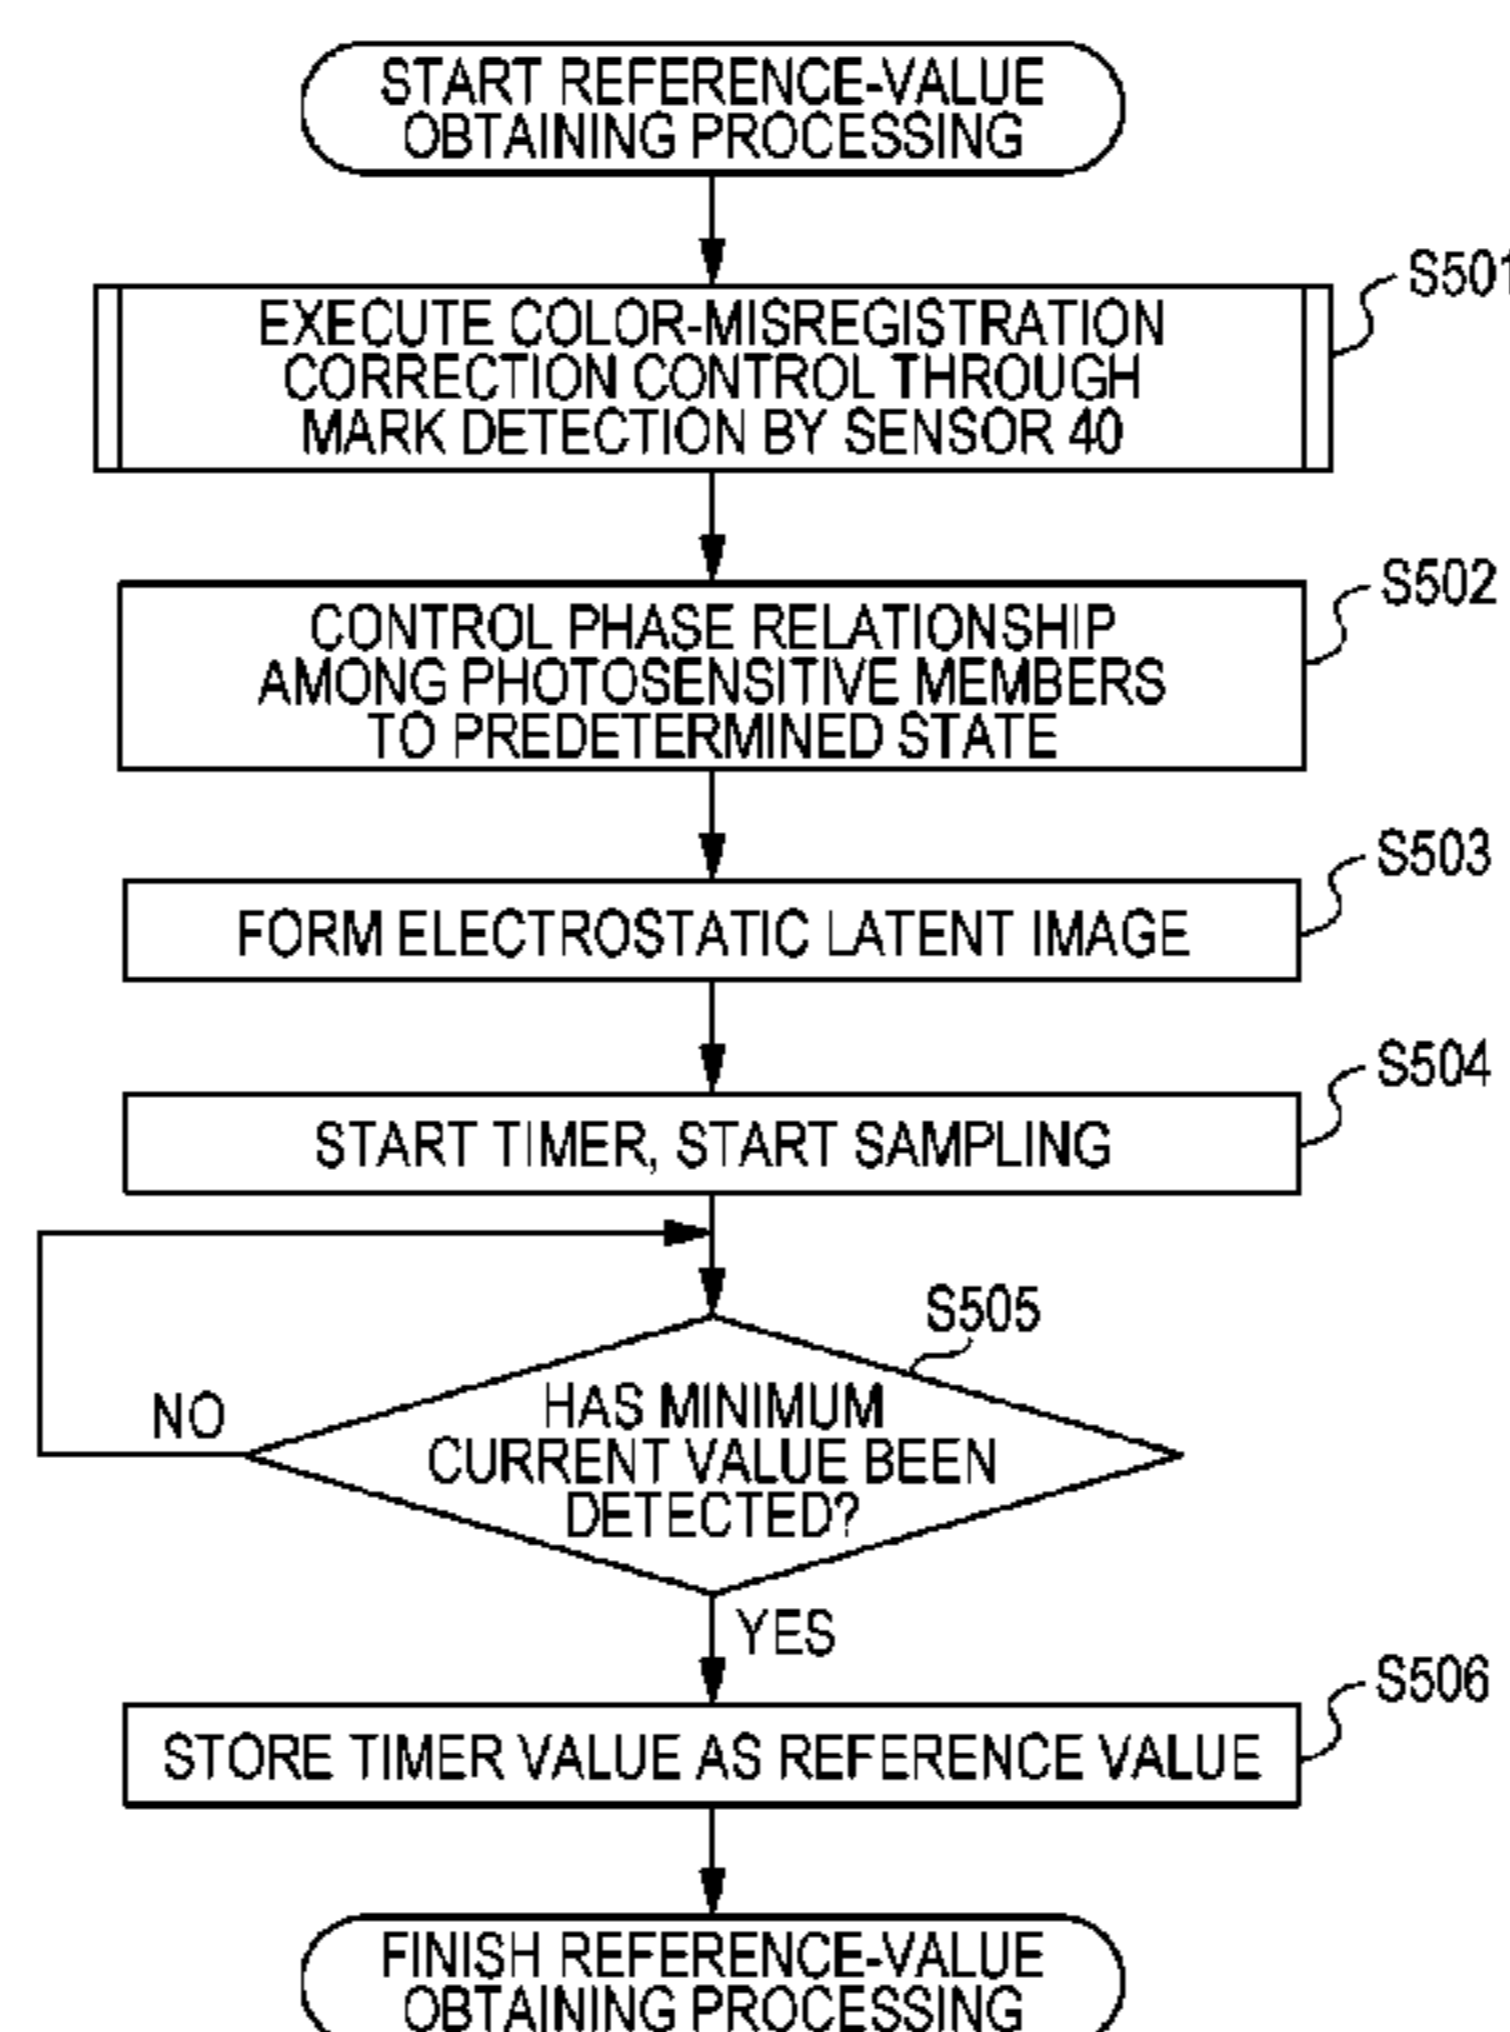 START REFERENCE-VALUE
OBTAINING PROCESSING
S501
EXECUTE COLOR-MISREGISTRATION
CORRECTION CONTROL THROUGH
MARK DETECTION BY SENSOR 40
S502
CONTROL PHASE RELATIONSHIP
AMONG PHOTOSENSITIVE MEMBERS
TO PREDETERMINED STATE
S503
FORM ELECTROSTATIC LATENT IMAGE
S504
START TIMER, START SAMPLING
S505
HAS MINIMUM
CURRENT VALUE BEEN
DETECTED?
NO
YES
S506
STORE TIMER VALUE AS REFERENCE VALUE
FINISH REFERENCE-VALUE
OBTAINING PROCESSING